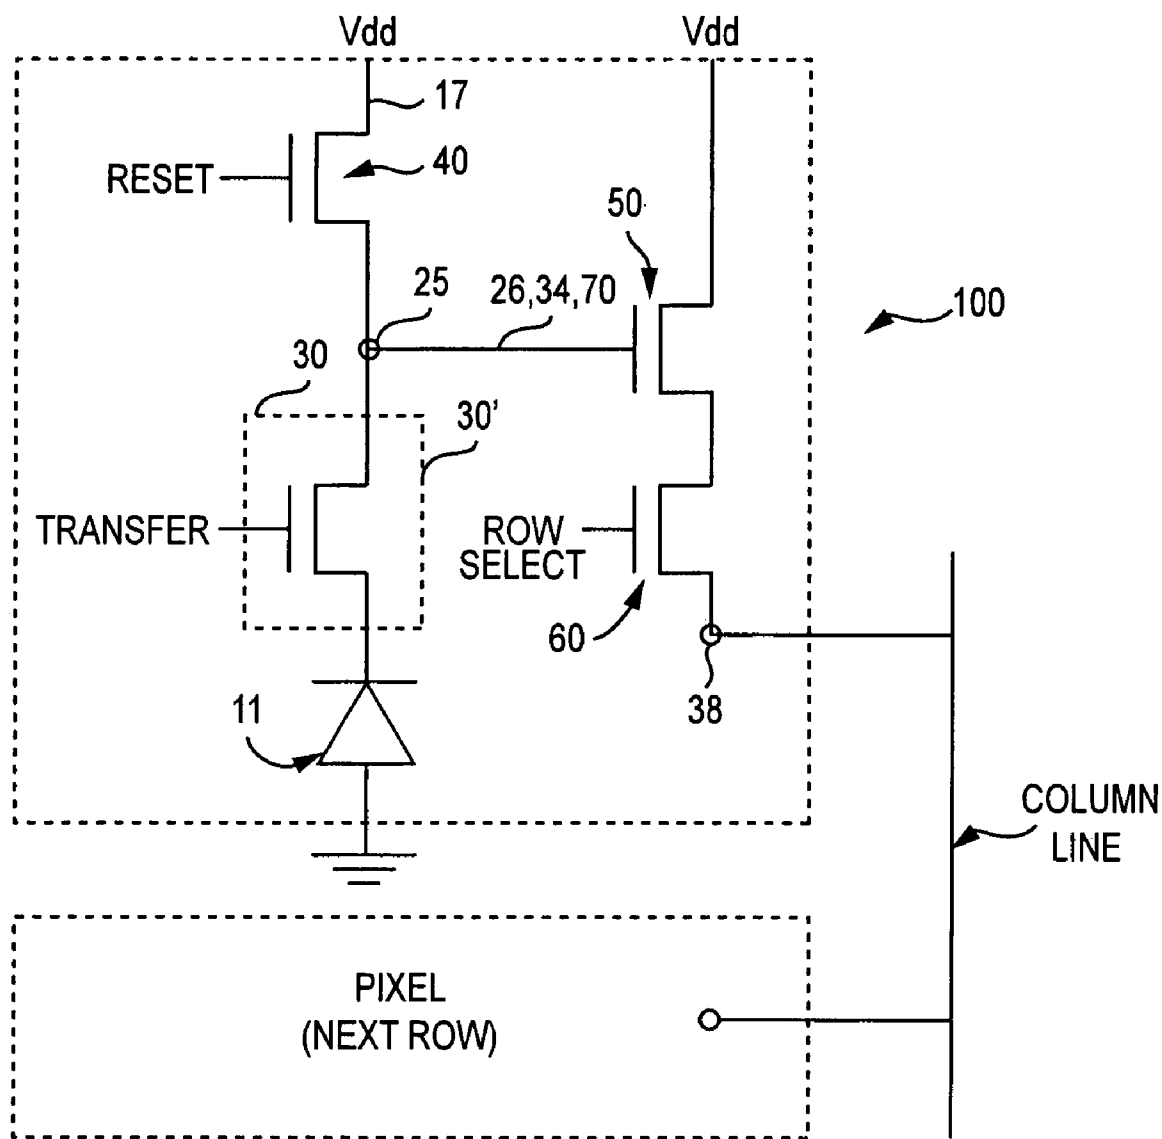 Vdd
Vdd
17
RESET
40
50
25
26,34,70
100
30
30'
TRANSFER
ROW
SELECT
60
38
11
COLUMN
LINE
PIXEL
(NEXT ROW)